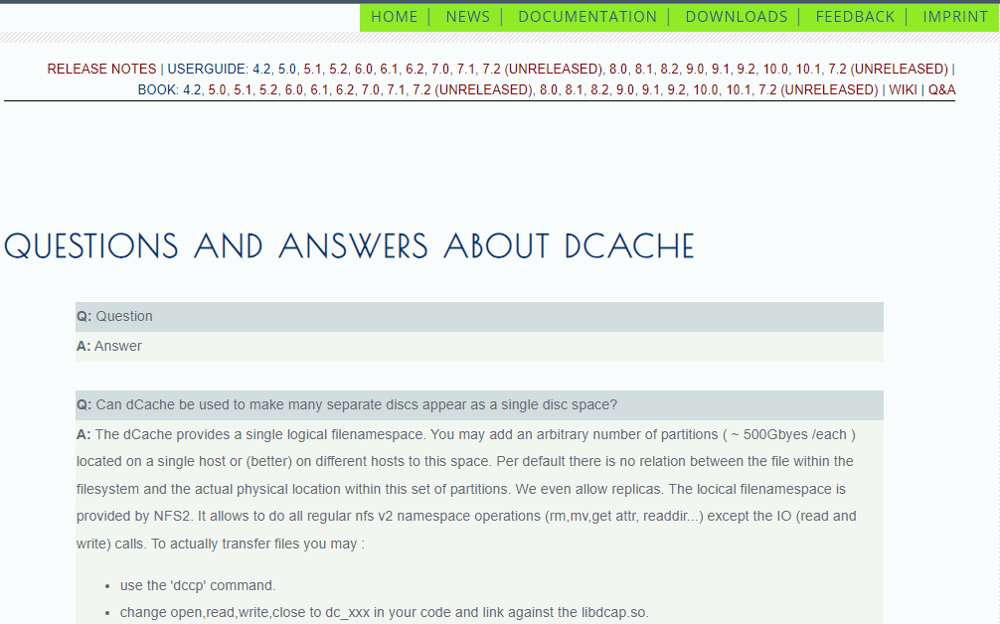 HOME | NEWS | DOCUMENTATION | DOWNLOADS | FEEDBACK | IMPRINT
RELEASE NOTES | USERGUIDE: 4.2, 5.0, 5.1, 5.2, 6.0, 6.1, 6.2, 7.0, 7.1, 7.2 (UNRELEASED), 8.0, 8.1, 8.2, 9.0, 9.1, 9.2, 10.0, 10.1, 7.2 (UNRELEASED) |
BOOK: 4.2, 5.0, 5.1, 5.2, 6.0, 6.1, 6.2, 7.0, 7.1, 7.2 (UNRELEASED), 8.0, 8.1, 8.2, 9.0, 9.1, 9.2, 10.0, 10.1, 7.2 (UNRELEASED) | WIKI | Q&A
QUESTIONS AND ANSWERS ABOUT DCACHE
Q: Question
A: Answer
Q: Can dCache be used to make many separate discs appear as a single disc space?
A: The dCache provides a single logical filenamespace. You may add an arbitrary number of partitions ( ~ 500Gbyes /each )
located on a single host or (better) on different hosts to this space. Per default there is no relation between the file within the
filesystem and the actual physical location within this set of partitions. We even allow replicas. The locical filenamespace is
provided by NFS2. It allows to do all regular nfs v2 namespace operations (rm,mv,get attr, readdir...) except the IO (read and
write) calls. To actually transfer files you may :
• use the 'dccp' command.
• change open,read,write,close to dc_xxx in your code and link against the libdcap.so.